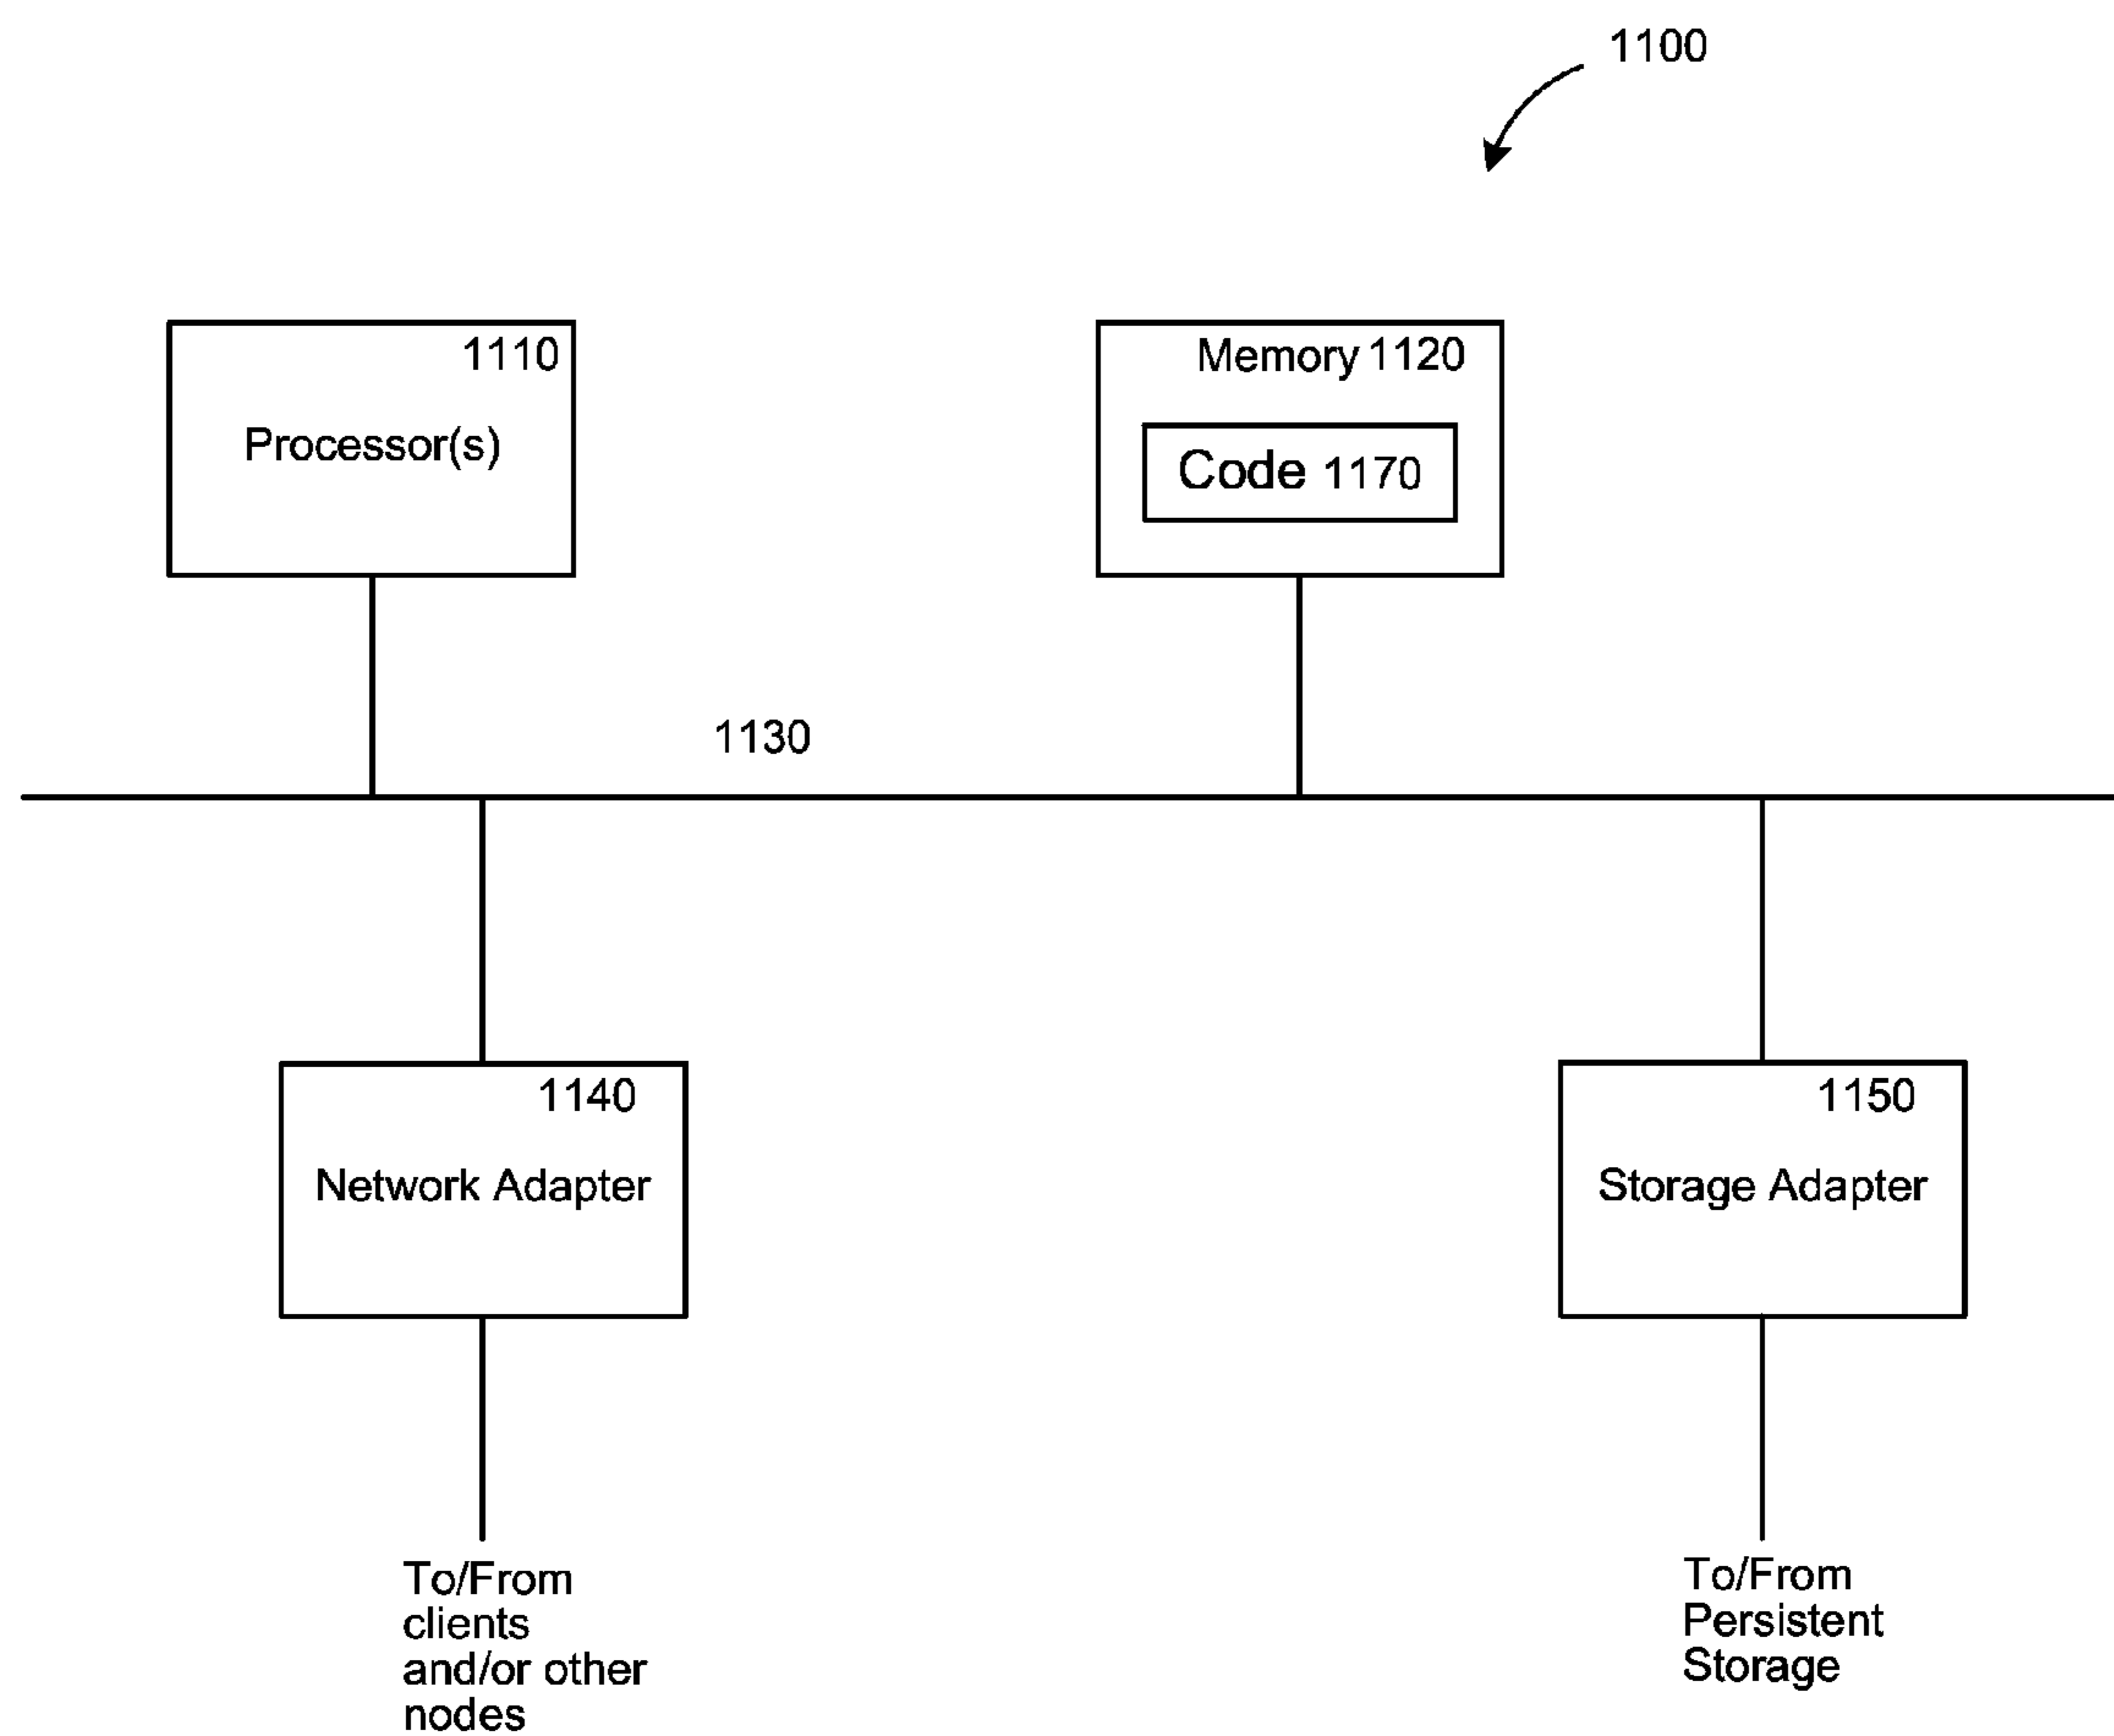 1100
1110
Processor(s)
Memory 1120
Code 1170
1130
1140
Network Adapter
1150
Storage Adapter
To/From
clients
and/or other
nodes
To/From
Persistent
Storage